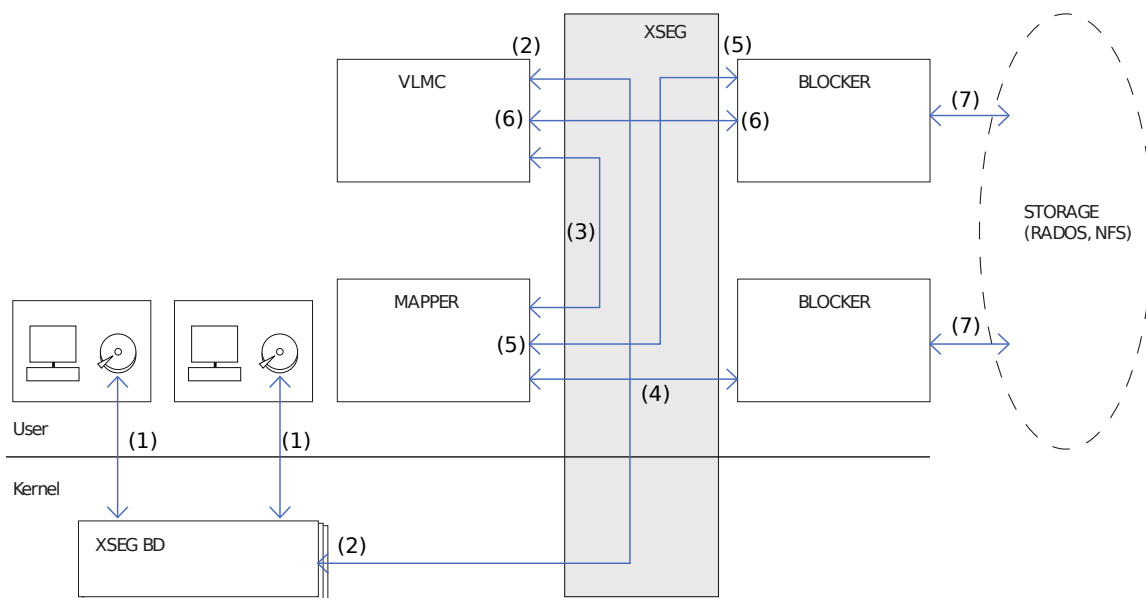 XSEG
(2)
(5)
VLMC
BLOCKER
(7)
(6)
(6)
STORAGE
(RADOS, NFS)
(3)
MAPPER
BLOCKER
(5)
(7)
(4)
User
(1)
(1)
Kernel
XSEG BD
(2)